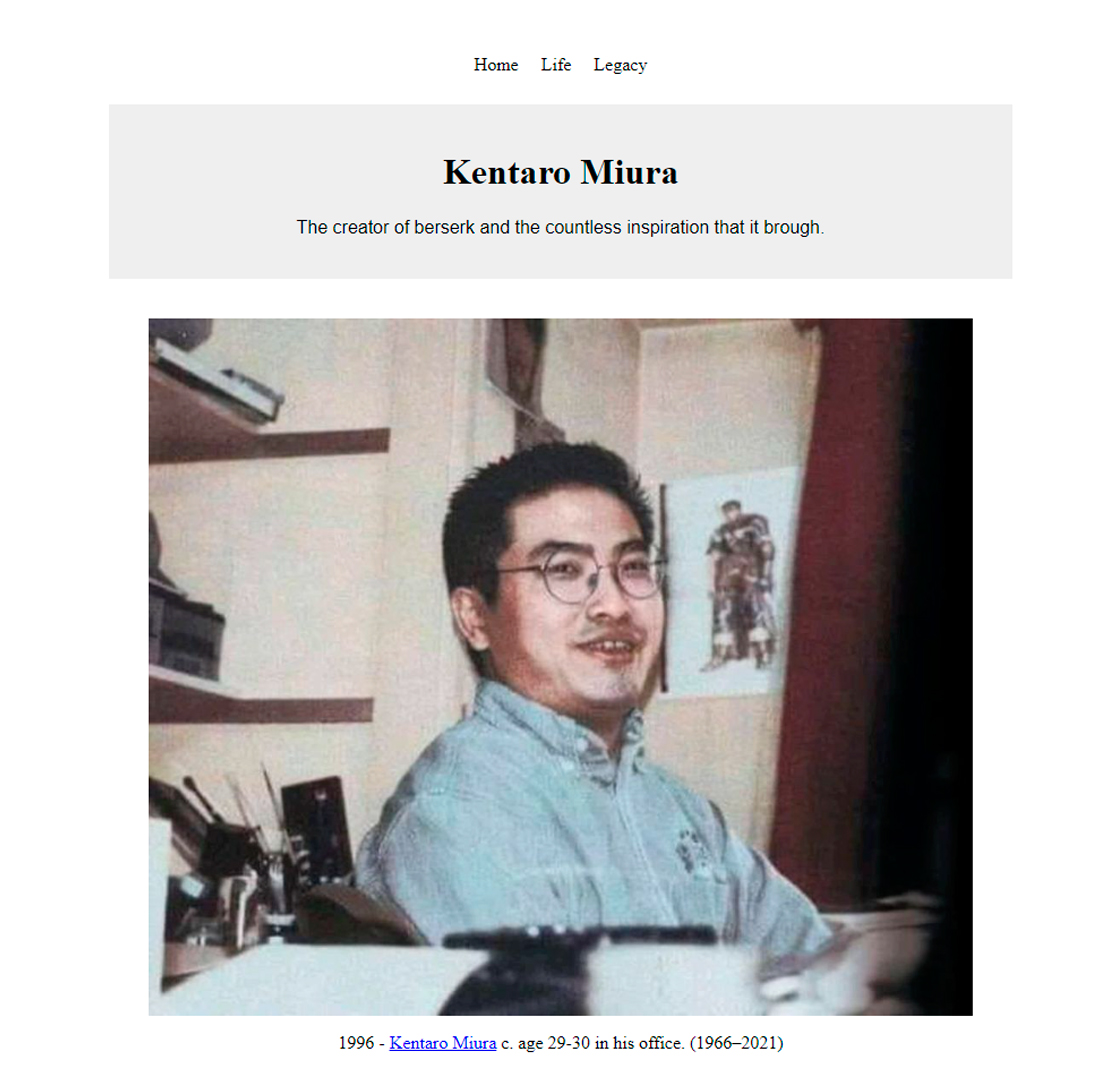 Home Life Legacy
Kentaro Miura
The creator of berserk and the countless inspiration that it brough.
1996 - Kentaro Miura c. age 29-30 in his office. (1966–2021)